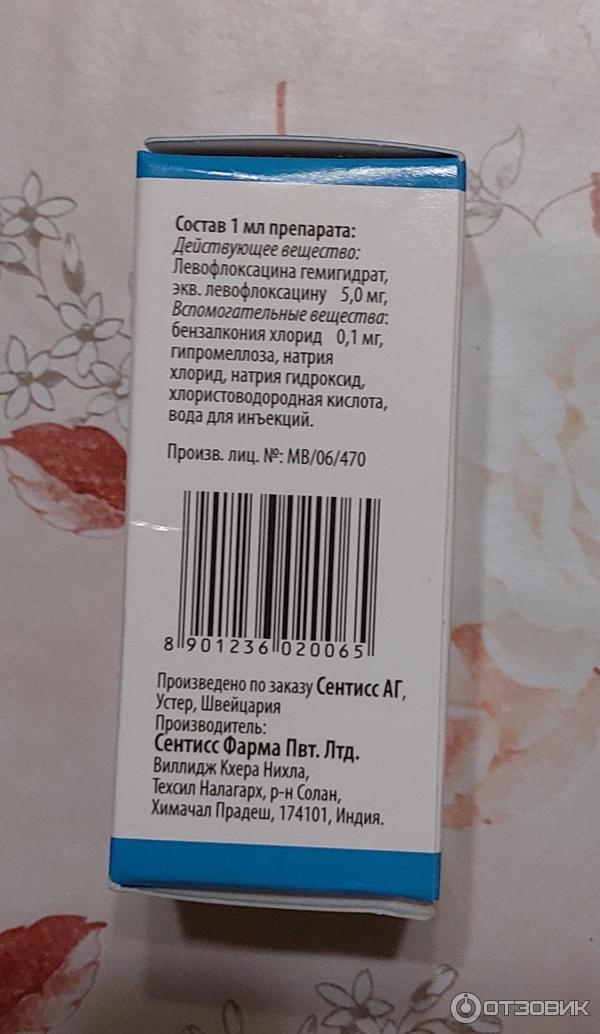 Состав 1 мл препарата:
Действующее вещество:
Левофлоксацина гемигидрат,
экв. левофлоксацину 5,0 мг,
Вспомогательные вещества:
бензалкония хлорид 0,1 мг,
гипромеллоза, натрия
хлорид, натрия гидроксид,
хлористоводородная кислота,
вода для инъекций.
Произв. лиц. №: МВ/06/470
8 901236 020065
Произведено по заказу Сентисс АГ,
Устер, Швейцария
Производитель:
Сентисс Фарма Пвт. Лтд.
Виллидж Кхера Нихла,
Техсил Налагарх, р-н Солан,
Химачал Прадеш, 174101, Индия.
ОТЗОВИК